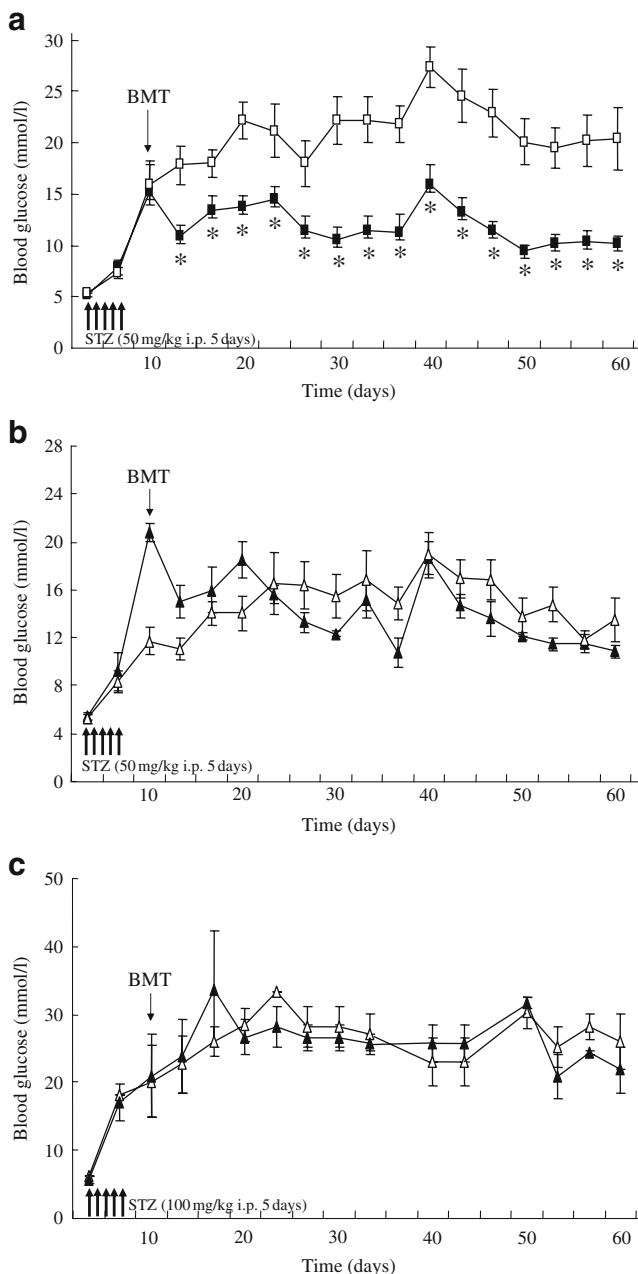 a
30
25
20
15
10
5
0
Blood glucose (mmol/l)
BMT
* * * * * * * * * * * * * *
STZ (50 mg/kg i.p. 5 days)
10 20 30 40 50 60
Time (days)
b
28
24
20
16
12
8
4
0
Blood glucose (mmol/l)
BMT
STZ (50 mg/kg i.p. 5 days)
10 20 30 40 50 60
Time (days)
c
50
40
30
20
10
0
Blood glucose (mmol/l)
BMT
STZ (100 mg/kg i.p. 5 days)
10 20 30 40 50 60
Time (days)